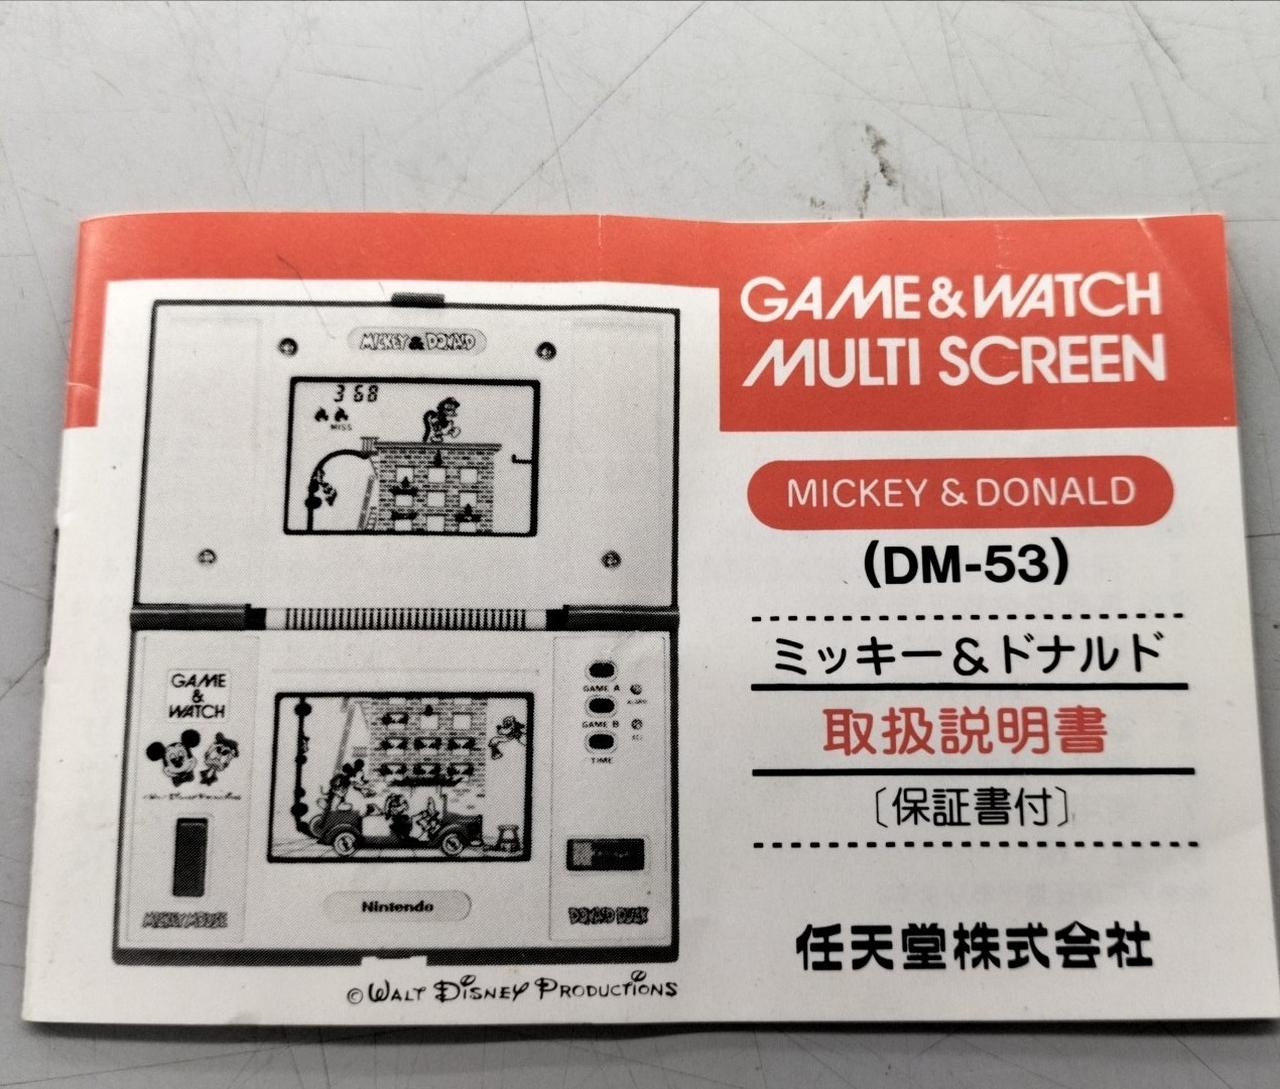 GAME & WATCH
MULTI SCREEN
MICKEY & DONALD
(DM-53)
ミッキー&ドナルド
取扱説明書
〔保証書付〕
任天堂株式会社
MICKEY & DONALD
368
MISS
GAME
&
WATCH
GAME A
GAME B
TIME
MICKEY MOUSE
Nintendo
DONALD DUCK
©WALT DISNEY PRODUCTIONS